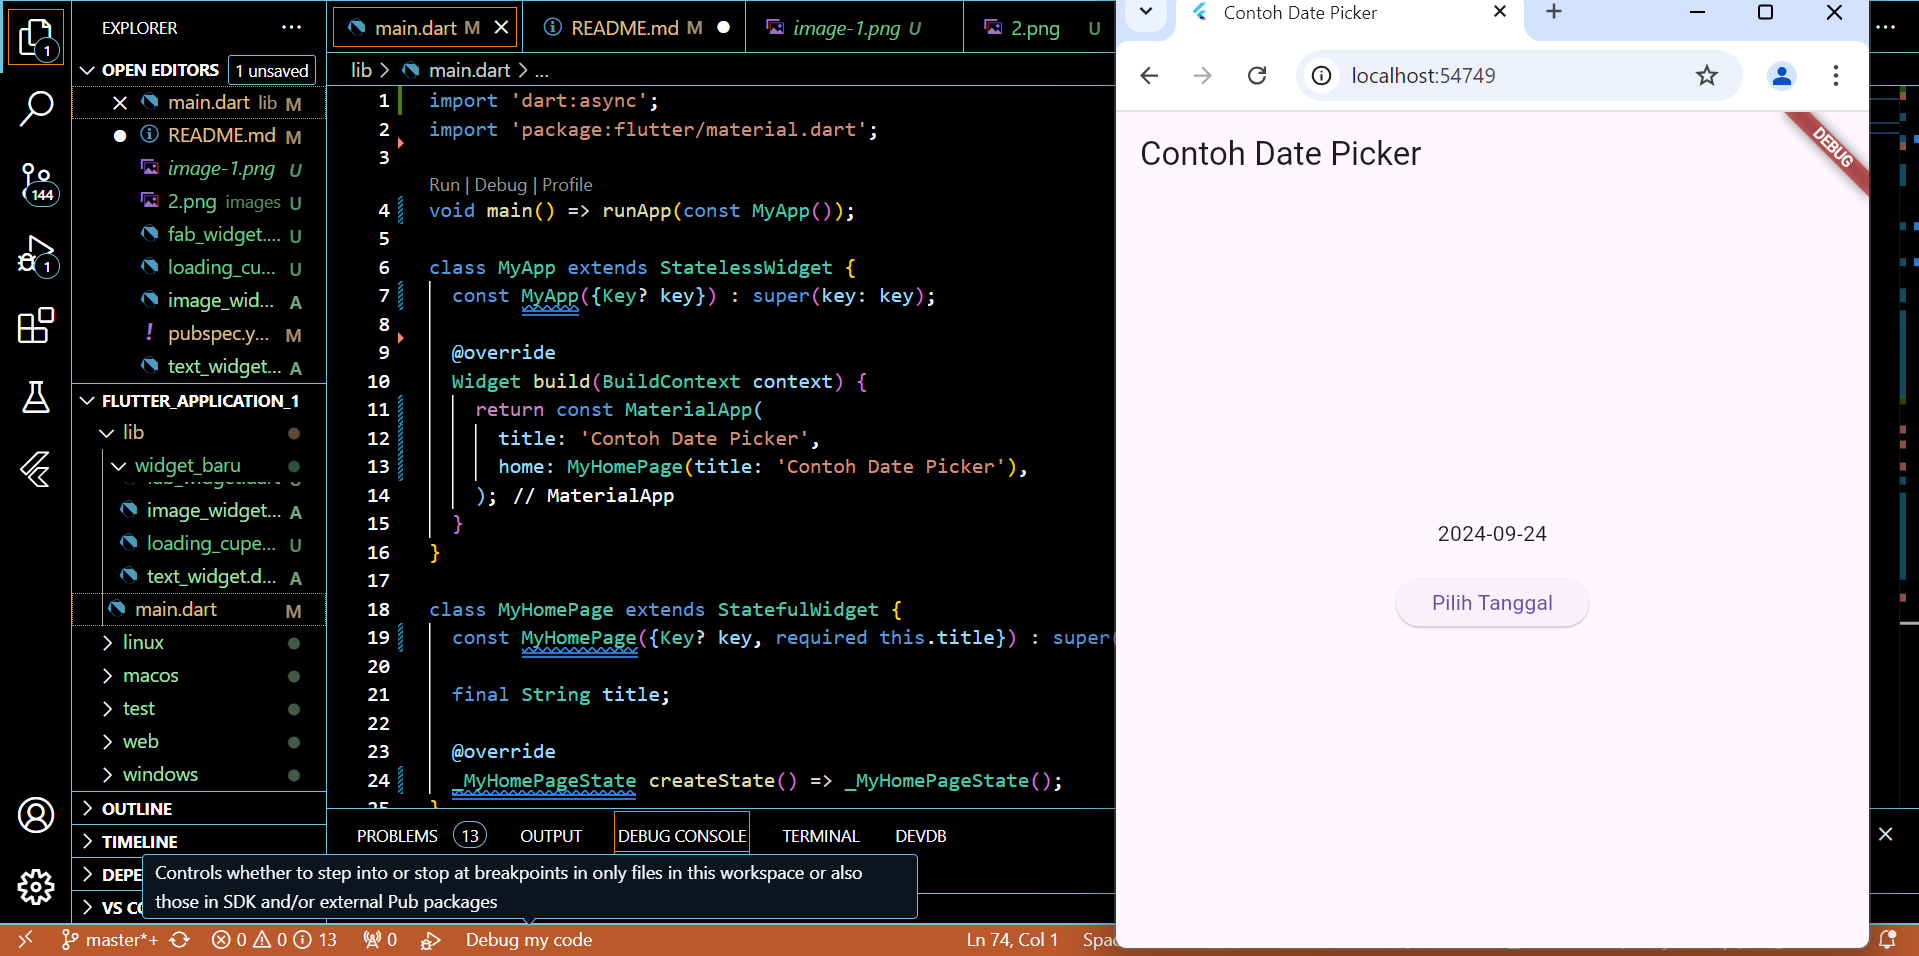 EXPLORER
OPEN EDITORS
1 unsaved
main.dart lib M
README.md M
image-1.png U
2.png images U
fab_widget.... U
loading_cu... U
image_wid... A
! pubspec.y... M
text_widget... A
FLUTTER_APPLICATION_1
lib
widget_baru
image_widget... A
loading_cupe... U
text_widget.d... A
main.dart M
linux
macos
test
web
windows
OUTLINE
TIMELINE
DEPE
VS CO
1
144
1
main.dart M
README.md M
image-1.png U
2.png U
lib > main.dart > ...
1 import 'dart:async';
2 import 'package:flutter/material.dart';
3
Run | Debug | Profile
4 void main() => runApp(const MyApp());
5
6 class MyApp extends StatelessWidget {
7 const MyApp({Key? key}) : super(key: key);
8
9 @override
10 Widget build(BuildContext context) {
11 return const MaterialApp(
12 title: 'Contoh Date Picker',
13 home: MyHomePage(title: 'Contoh Date Picker'),
14 ); // MaterialApp
15 }
16 }
17
18 class MyHomePage extends StatefulWidget {
19 const MyHomePage({Key? key, required this.title}) : super(
20
21 final String title;
22
23 @override
24 _MyHomePageState createState() => _MyHomePageState();
25 }
PROBLEMS 13 OUTPUT DEBUG CONSOLE TERMINAL DEVDB
Controls whether to step into or stop at breakpoints in only files in this workspace or also
those in SDK and/or external Pub packages
master*+ 0 0 13 0 Debug my code Ln 74, Col 1 Spac
Contoh Date Picker
localhost:54749
Contoh Date Picker
DEBUG
2024-09-24
Pilih Tanggal